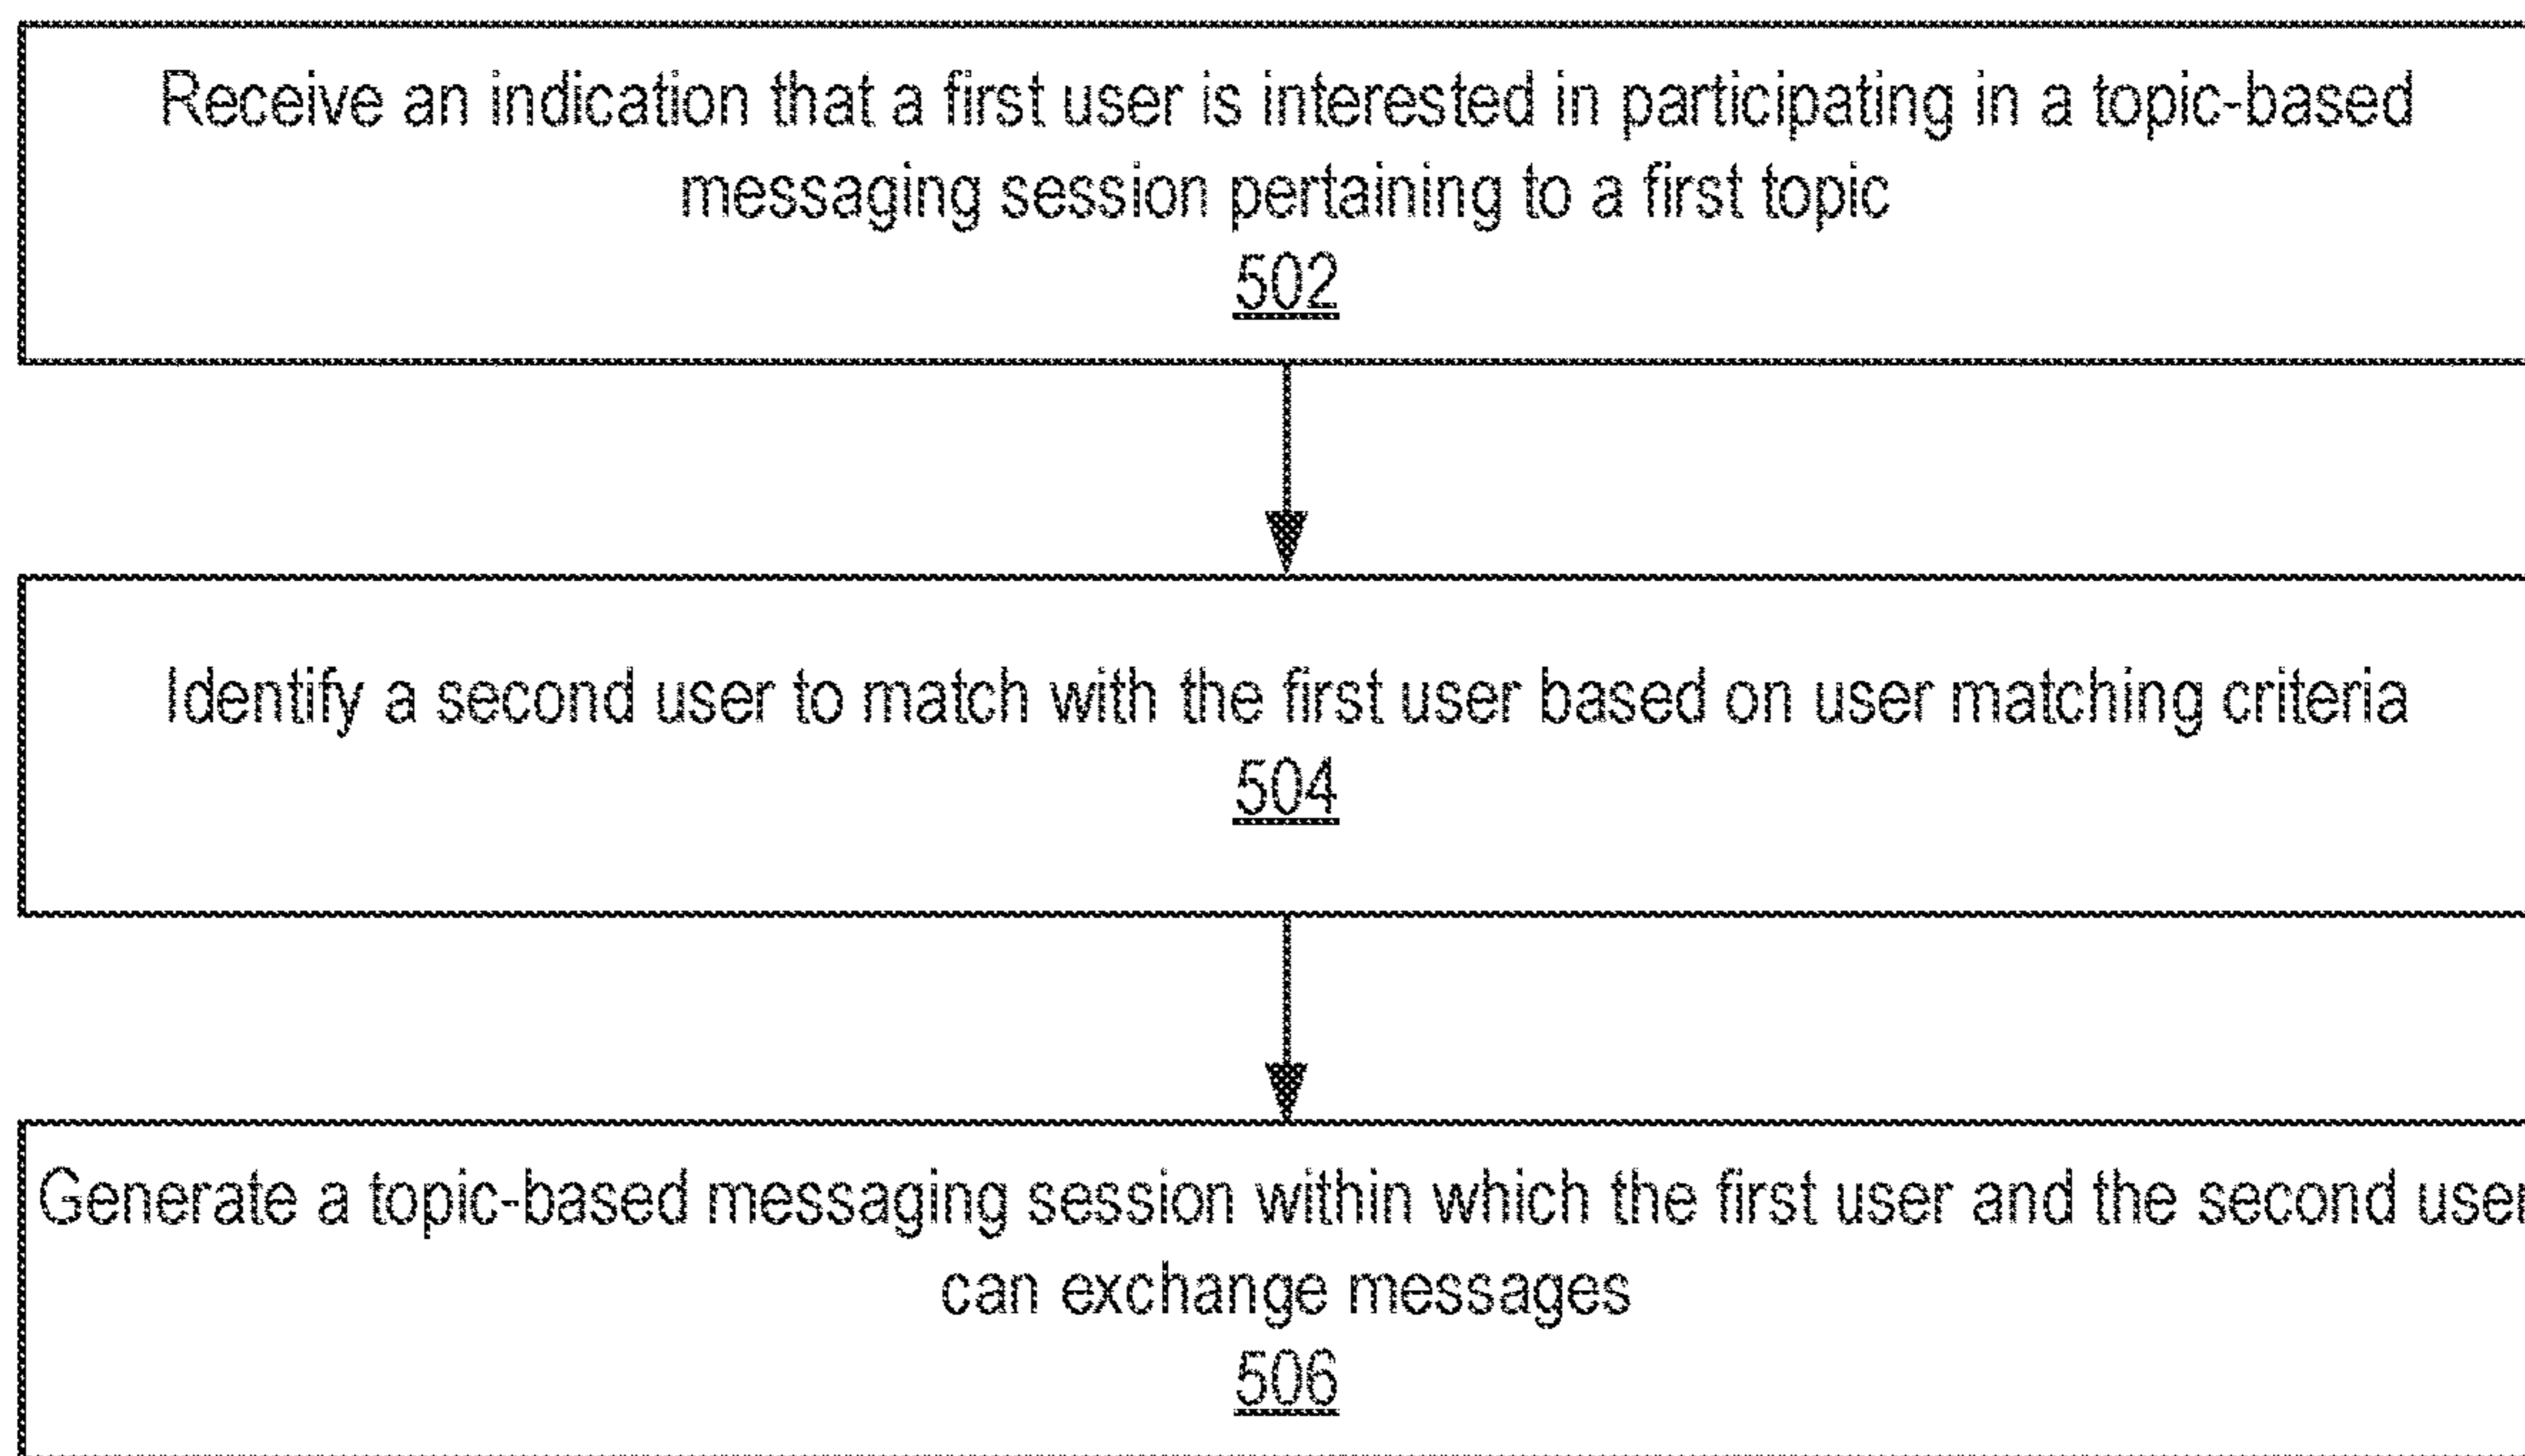 Receive an indication that a first user is interested in participating in a topic-based
messaging session pertaining to a first topic
502
Identify a second user to match with the first user based on user matching criteria
504
Generate a topic-based messaging session within which the first user and the second user
can exchange messages
506